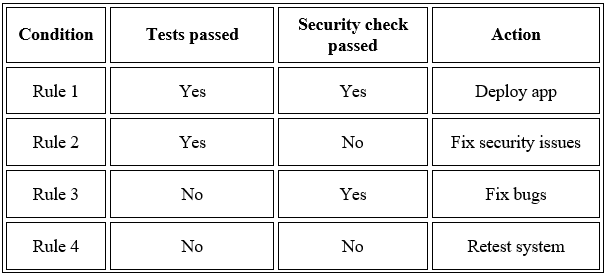 Condition Tests passed Security check passed Action
Rule 1 Yes Yes Deploy app
Rule 2 Yes No Fix security issues
Rule 3 No Yes Fix bugs
Rule 4 No No Retest system